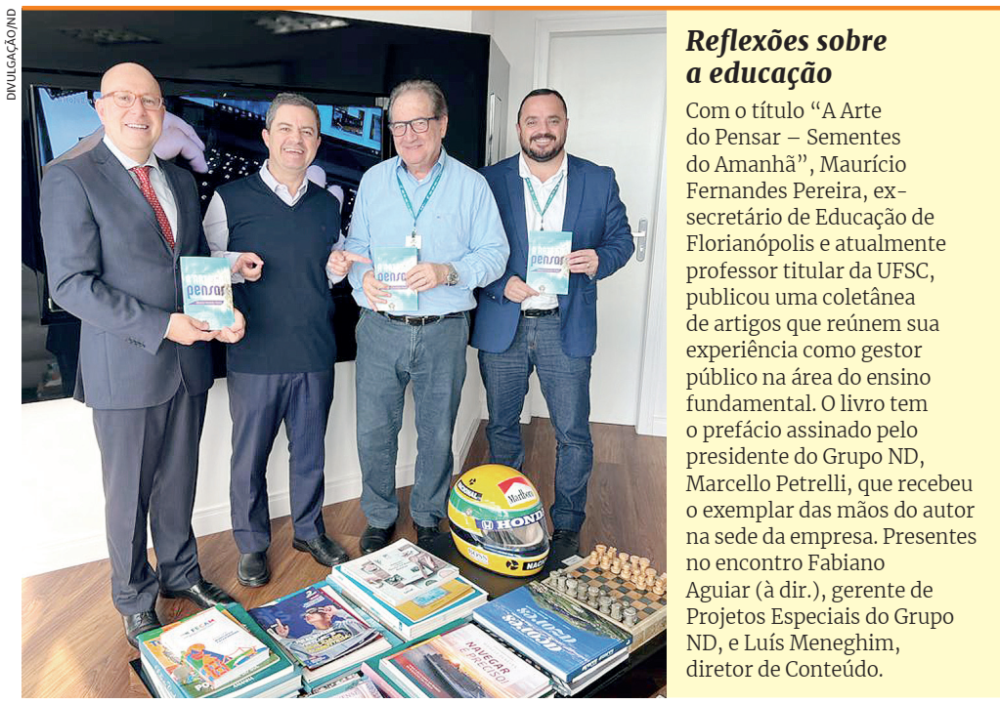 DIVULGAÇÃO/ND
Reflexões sobre
a educação
Com o título “A Arte
do Pensar – Sementes
do Amanhã”, Maurício
Fernandes Pereira, ex-
secretário de Educação de
Florianópolis e atualmente
professor titular da UFSC,
publicou uma coletânea
de artigos que reúnem sua
experiência como gestor
público na área do ensino
fundamental. O livro tem
o prefácio assinado pelo
presidente do Grupo ND,
Marcello Petrelli, que recebeu
o exemplar das mãos do autor
na sede da empresa. Presentes
no encontro Fabiano
Aguiar (à dir.), gerente de
Projetos Especiais do Grupo
ND, e Luís Meneghim,
diretor de Conteúdo.
pensar
pensar
pensar
Marlboro
HONDA
NAVEGAR
É PRECISO!
açores
FECAM